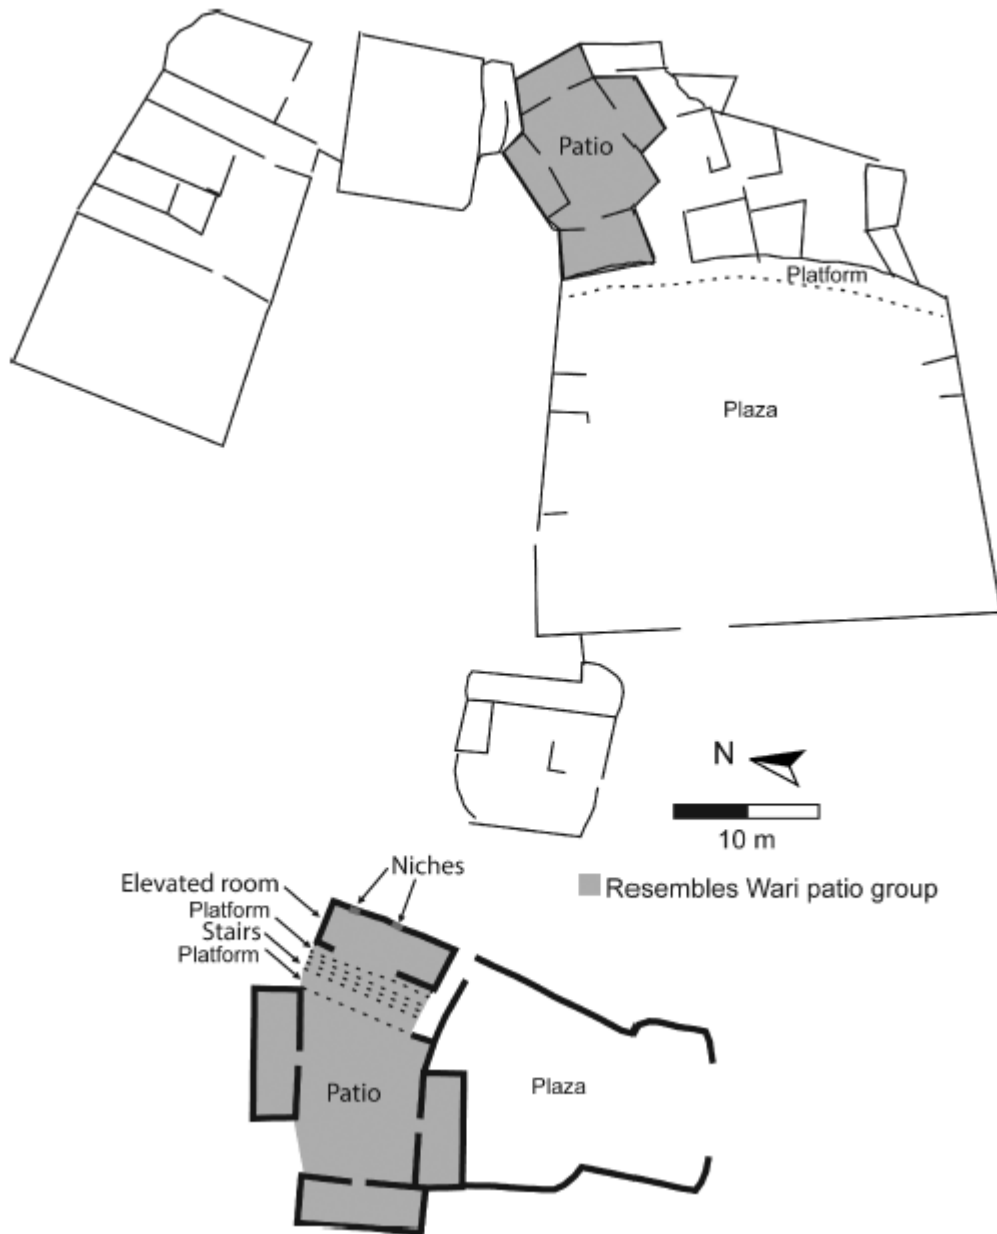 Patio
Platform
Plaza
N
10 m
Resembles Wari patio group
Niches
Elevated room
Platform
Stairs
Platform
Patio
Plaza